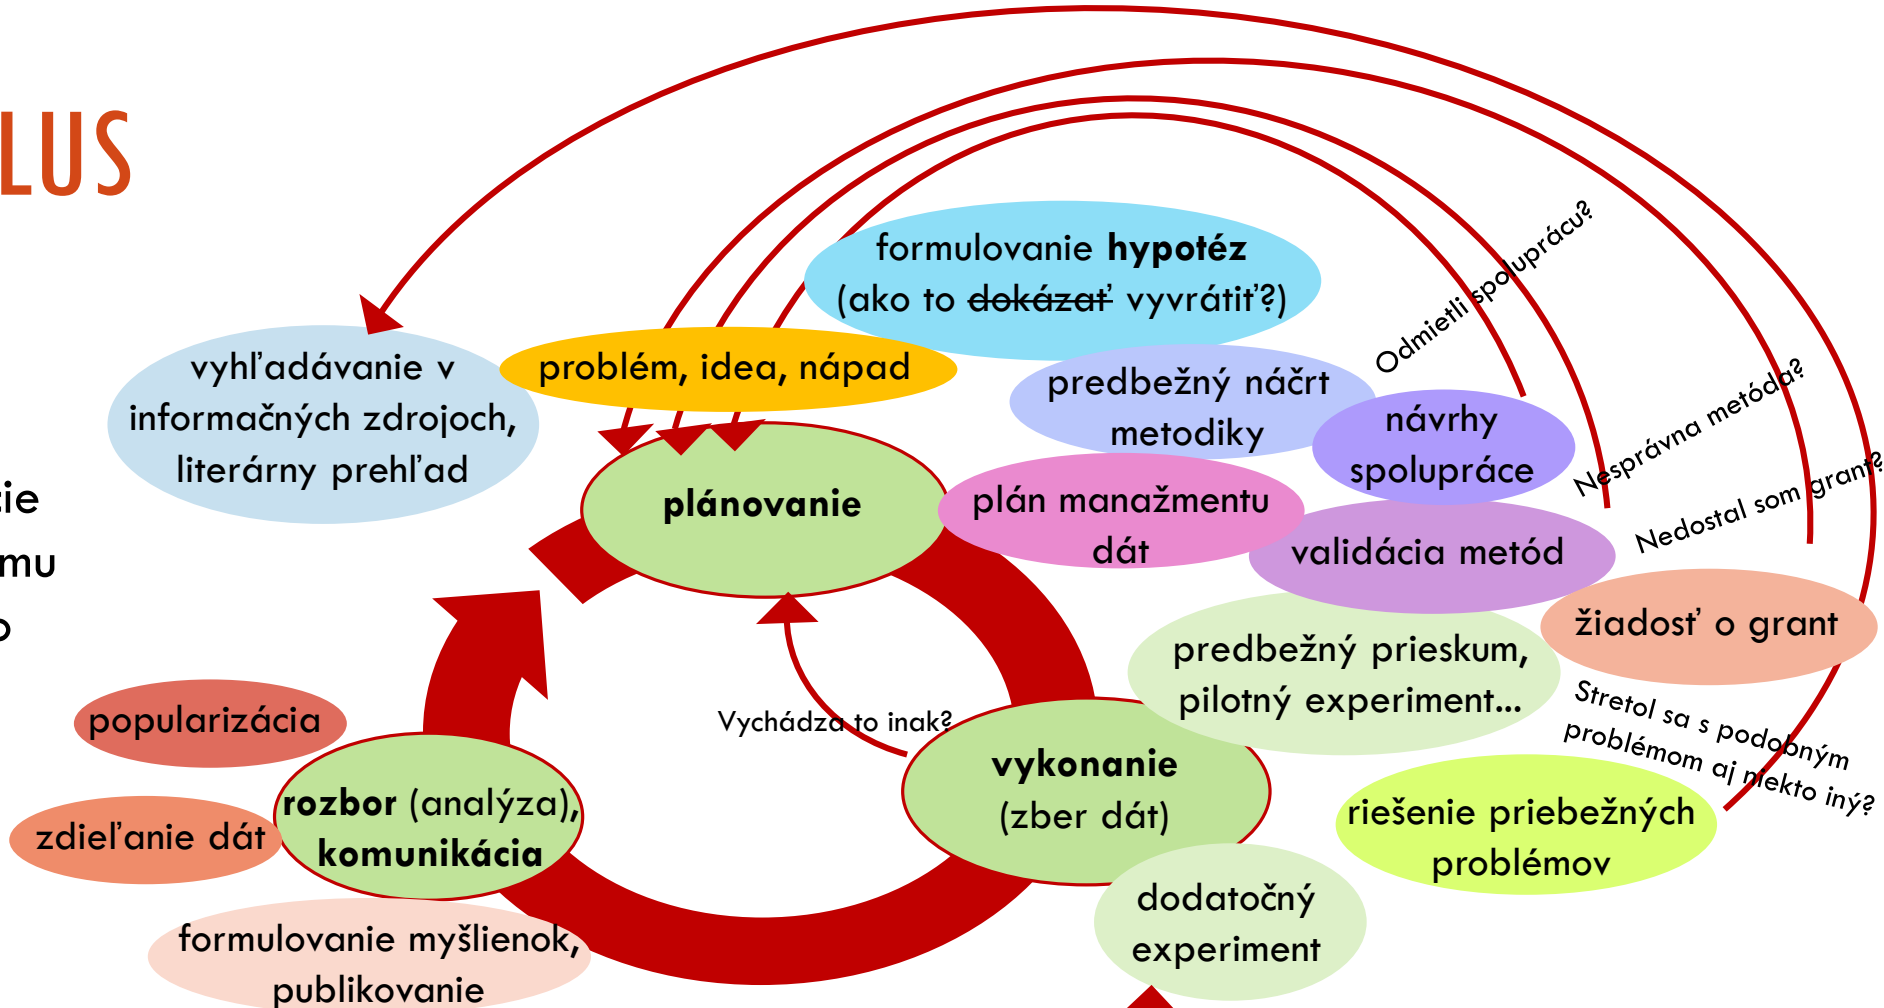 LUS
formulovanie hypotéz
(ako to dokázať vyvrátiť?)
Odmietli spoluprácu?
vyhľadávanie v
informačných zdrojoch,
literárny prehľad
problém, idea, nápad
predbežný náčrt
metodiky
návrhy
spolupráce
Nesprávna metóda?
plánovanie
plán manažmentu
dát
validácia metód
Nedostal som grant?
tie
mu
o
žiadosť o grant
predbežný prieskum,
pilotný experiment...
Stretol sa s podobným
problémom aj niekto iný?
popularizácia
Vychádza to inak?
vykonanie
(zber dát)
rozbor (analýza),
komunikácia
zdieľanie dát
riešenie priebežných
problémov
dodatočný
experiment
formulovanie myšlienok,
publikovanie